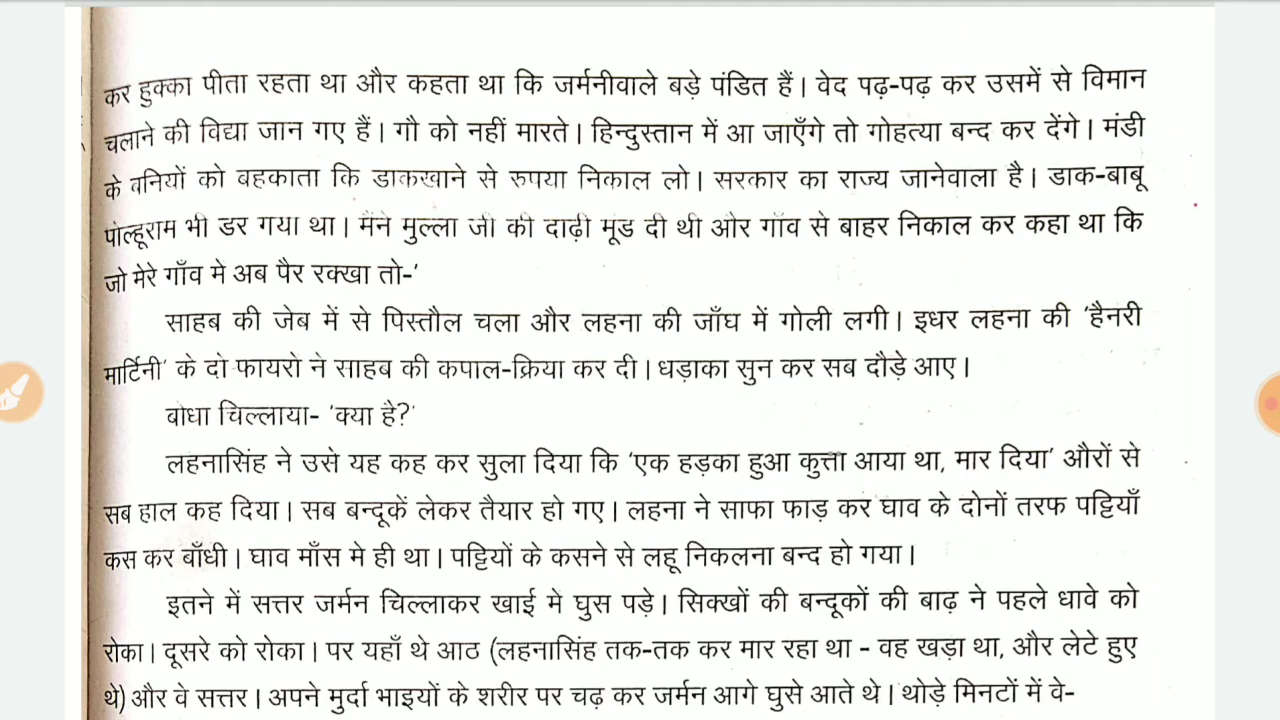 कर हुक्का पीता रहता था और कहता था कि जर्मनीवाले बड़े पंडित हैं। वेद पढ़-पढ़ कर उसमें से विमान
चलाने की विद्या जान गए हैं। गौ को नहीं मारते। हिन्दुस्तान में आ जाएँगे तो गोहत्या बन्द कर देंगे। मंडी
के बनियों को बहकाता कि डाकखाने से रुपया निकाल लो। सरकार का राज्य जानेवाला है। डाक-बाबू
पोल्हूराम भी डर गया था। मैंने मुल्ला जी की दाढ़ी मूड दी थी और गाँव से बाहर निकाल कर कहा था कि
जो मेरे गाँव मे अब पैर रक्खा तो-'
साहब की जेब में से पिस्तौल चला और लहना की जाँघ में गोली लगी। इधर लहना की 'हैनरी
मार्टिनी' के दो फायरो ने साहब की कपाल-क्रिया कर दी। धड़ाका सुन कर सब दौड़े आए।
बोधा चिल्लाया- 'क्या है?'
लहनासिंह ने उसे यह कह कर सुला दिया कि 'एक हड़का हुआ कुत्ता आया था, मार दिया' औरों से
सब हाल कह दिया। सब बन्दूकें लेकर तैयार हो गए। लहना ने साफा फाड़ कर घाव के दोनों तरफ पट्टियाँ
कस कर बाँधी। घाव माँस मे ही था। पट्टियों के कसने से लहू निकलना बन्द हो गया।
इतने में सत्तर जर्मन चिल्लाकर खाई मे घुस पड़े। सिक्खों की बन्दूकों की बाढ़ ने पहले धावे को
रोका। दूसरे को रोका। पर यहाँ थे आठ (लहनासिंह तक-तक कर मार रहा था - वह खड़ा था, और लेटे हुए
थे) और वे सत्तर। अपने मुर्दा भाइयों के शरीर पर चढ़ कर जर्मन आगे घुसे आते थे। थोड़े मिनटों में वे-